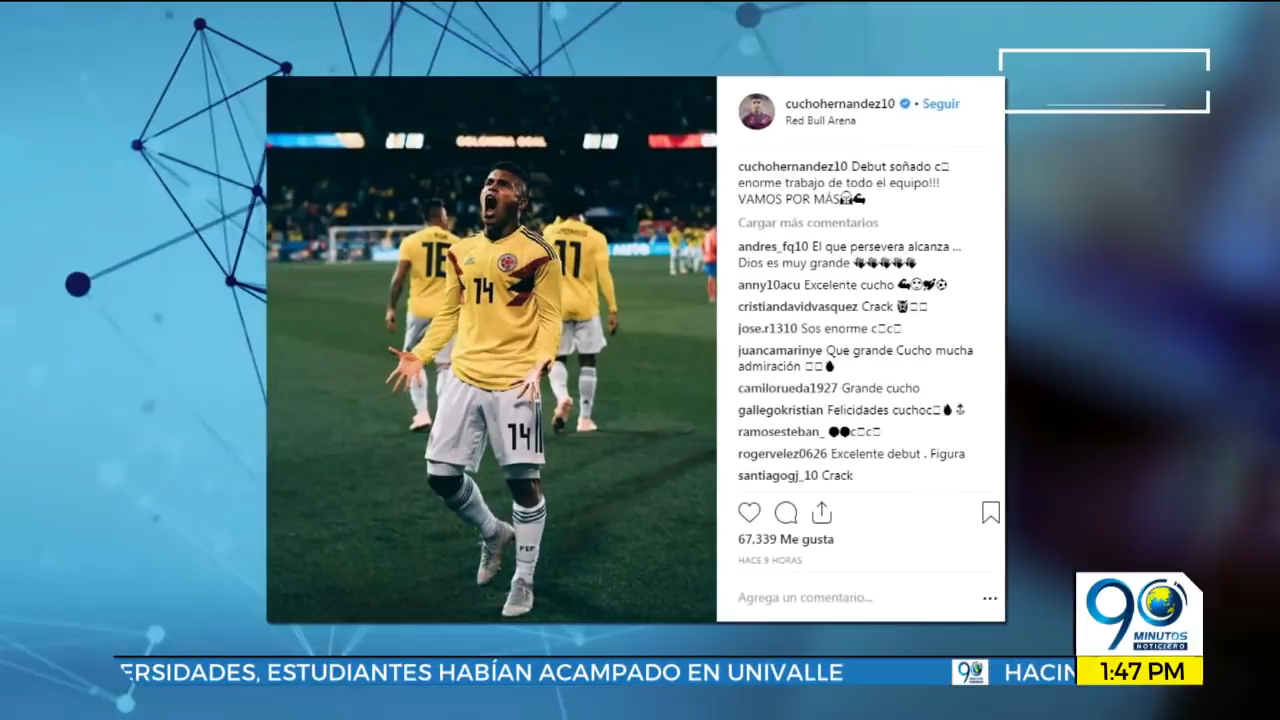 cuchohernandez10 • Seguir
Red Bull Arena
cuchohernandez10 Debut soñado c
enorme trabajo de todo el equipo!!!
VAMOS POR MÁS
Cargar más comentarios
andres_fq10 El que persevera alcanza ...
Dios es muy grande
anny10acu Excelente cucho
cristiandavidvasquez Crack
jose.r1310 Sos enorme c c
juancamarinye Que grande Cucho mucha
admiración
camilorueda1927 Grande cucho
gallegokristian Felicidades cuchoc
ramosesteban_ c c
rogervelez0626 Excelente debut . Figura
santiagogj_10 Crack
67,339 Me gusta
HACE 9 HORAS
Agrega un comentario...
COLOMBIA GOAL
16
17
14
14
FCF
90
MINUTOS
NOTICIERO
1:47 PM
ERSIDADES, ESTUDIANTES HABÍAN ACAMPADO EN UNIVALLE
90
HACIN